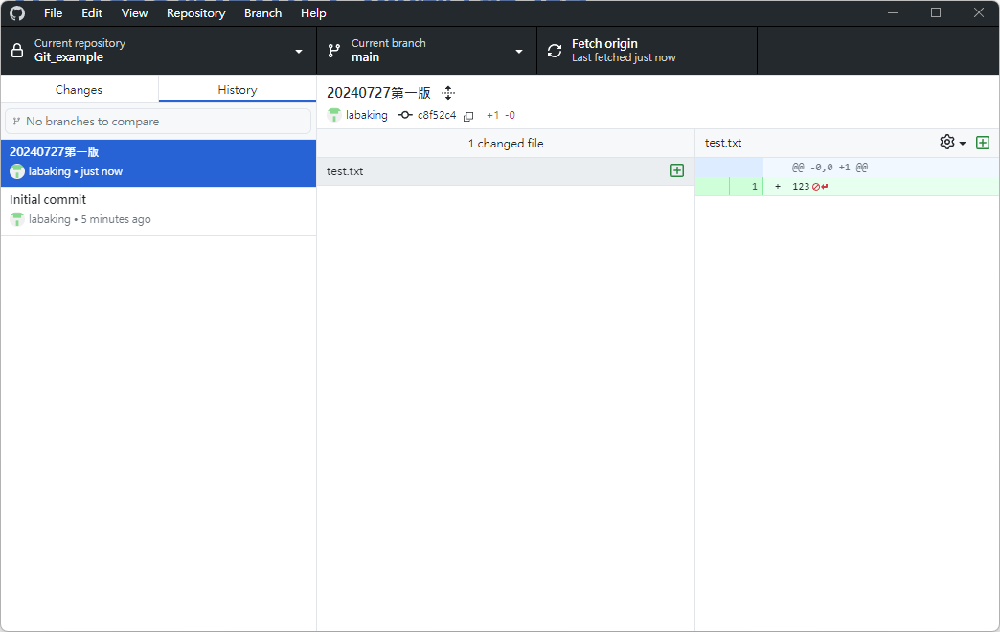 File Edit View Repository Branch Help
Current repository
Git_example
Current branch
main
Fetch origin
Last fetched just now
Changes History
No branches to compare
20240727第一版
labaking • just now
Initial commit
labaking • 5 minutes ago
20240727第一版
labaking c8f52c4 +1 -0
1 changed file
test.txt
test.txt
@@ -0,0 +1 @@
1 + 123